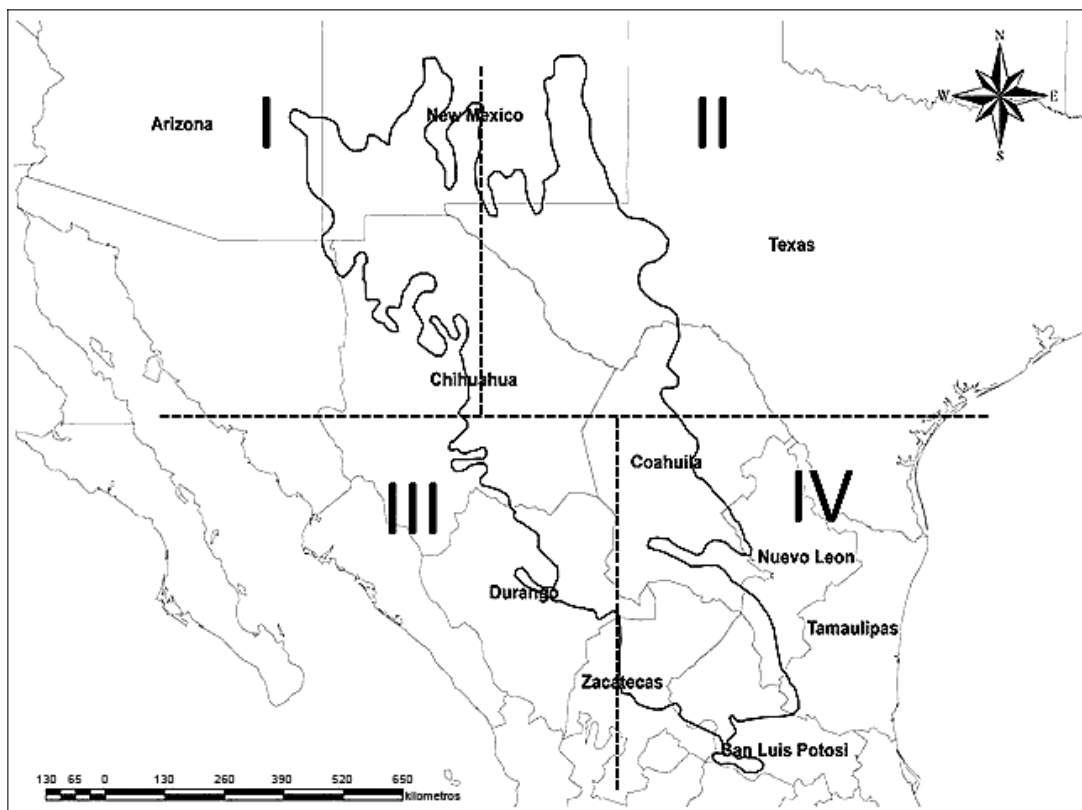 N
W E
S
Arizona
I
New Mexico
II
Texas
Chihuahua
Coahuila
III
IV
Nuevo Leon
Durango
Tamaulipas
Zacatecas
San Luis Potosi
130 65 0 130 260 390 520 650
kilometros